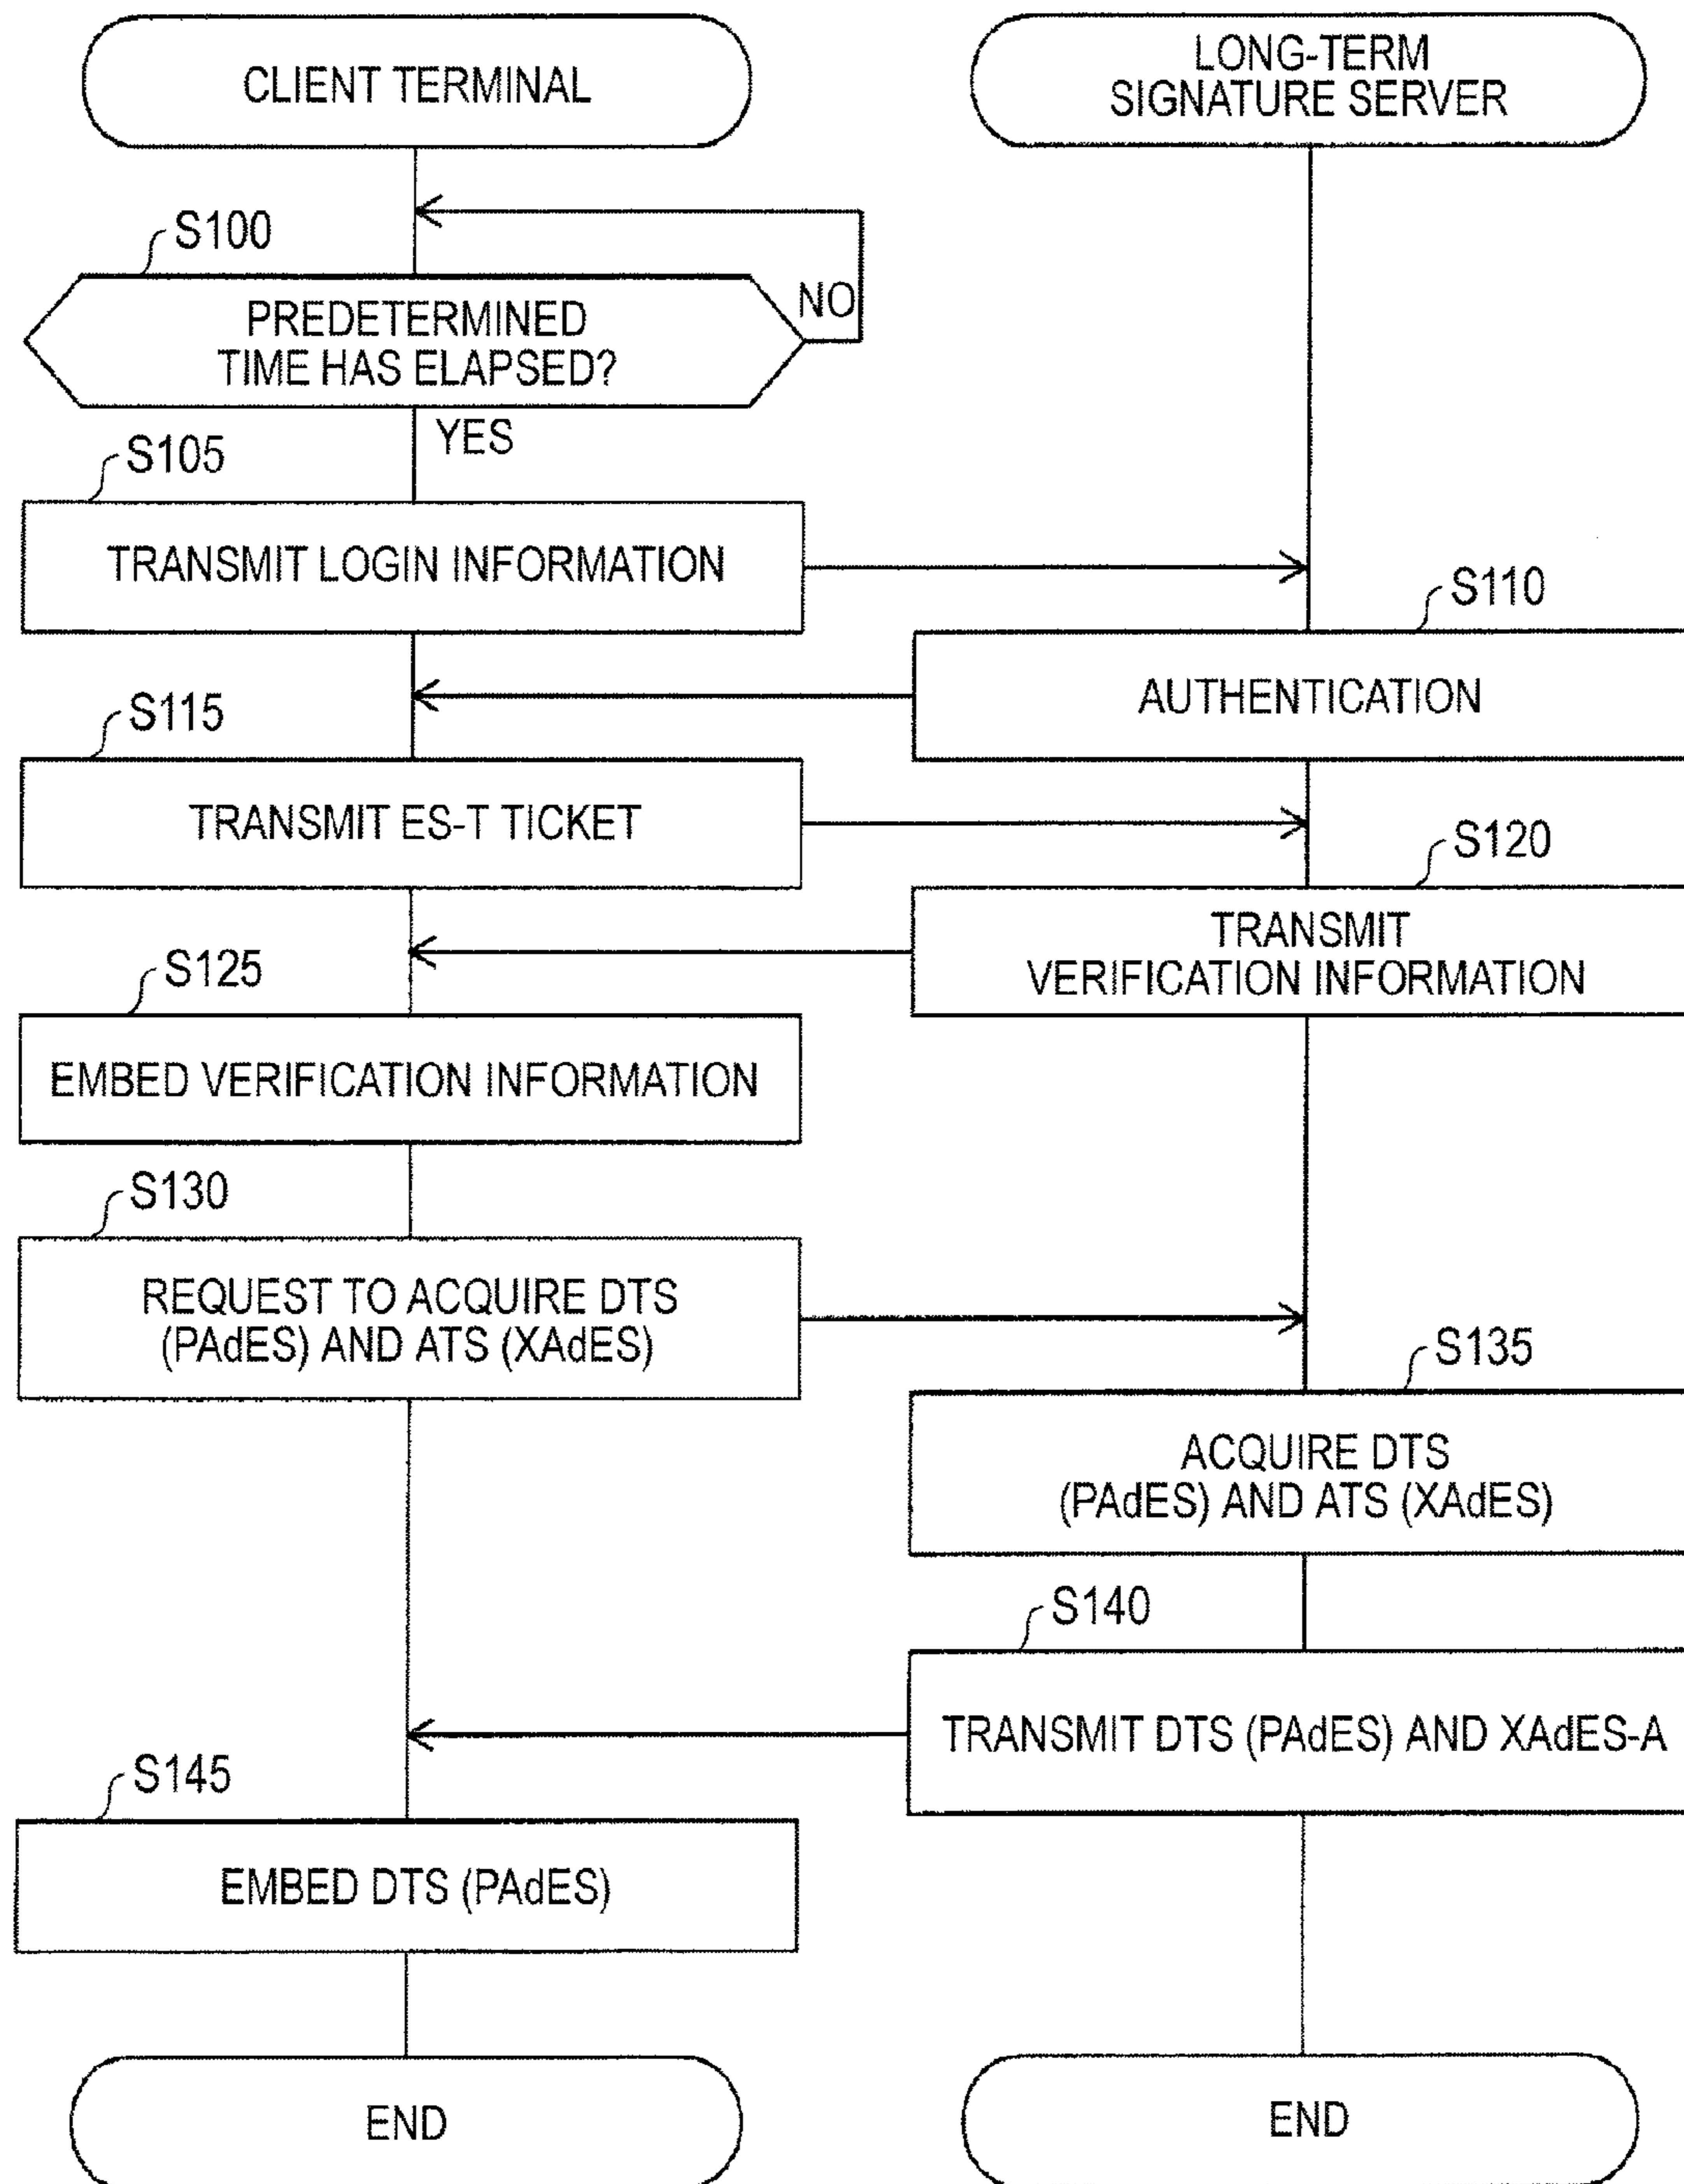 CLIENT TERMINAL
LONG-TERM
SIGNATURE SERVER
S100
PREDETERMINED
TIME HAS ELAPSED?
NO
YES
S105
TRANSMIT LOGIN INFORMATION
S110
AUTHENTICATION
S115
TRANSMIT ES-T TICKET
S120
TRANSMIT
VERIFICATION INFORMATION
S125
EMBED VERIFICATION INFORMATION
S130
REQUEST TO ACQUIRE DTS
(PAdES) AND ATS (XAdES)
S135
ACQUIRE DTS
(PAdES) AND ATS (XAdES)
S140
TRANSMIT DTS (PAdES) AND XAdES-A
S145
EMBED DTS (PAdES)
END
END